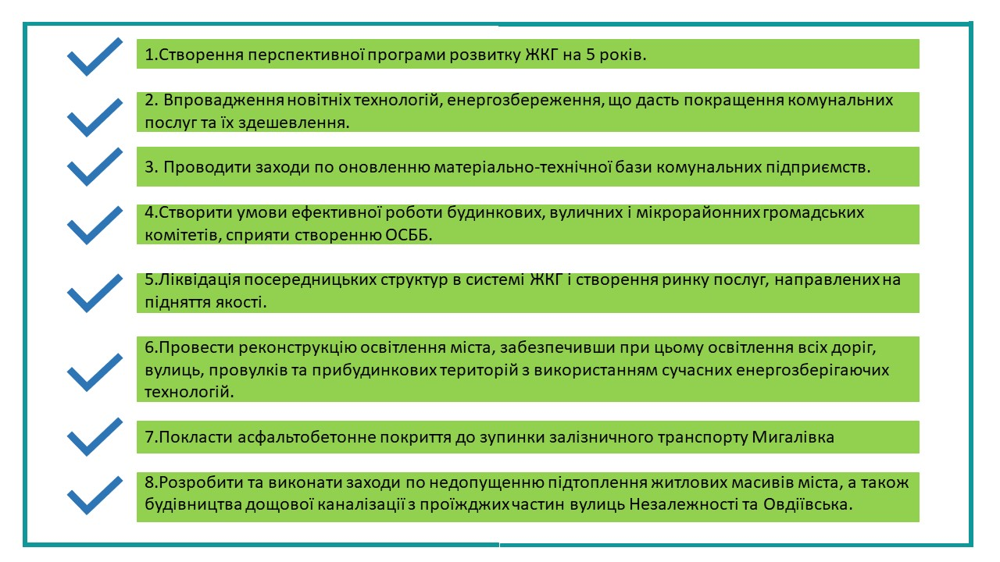 1.Створення перспективної програми розвитку ЖКГ на 5 років.
2. Впровадження новітніх технологій, енергозбереження, що дасть покращення комунальних
послуг та їх здешевлення.
3. Проводити заходи по оновленню матеріально-технічної бази комунальних підприємств.
4.Створити умови ефективної роботи будинкових, вуличних і мікрорайонних громадських
комітетів, сприяти створенню ОСББ.
5.Ліквідація посередницьких структур в системі ЖКГ і створення ринку послуг, направлених на
підняття якості.
6.Провести реконструкцію освітлення міста, забезпечивши при цьому освітлення всіх доріг,
вулиць, провулків та прибудинкових територій з використанням сучасних енергозберігаючих
технологій.
7.Покласти асфальтобетонне покриття до зупинки залізничного транспорту Мигалівка
8.Розробити та виконати заходи по недопущенню підтоплення житлових масивів міста, а також
будівництва дощової каналізації з проїжджих частин вулиць Незалежності та Овдіївська.